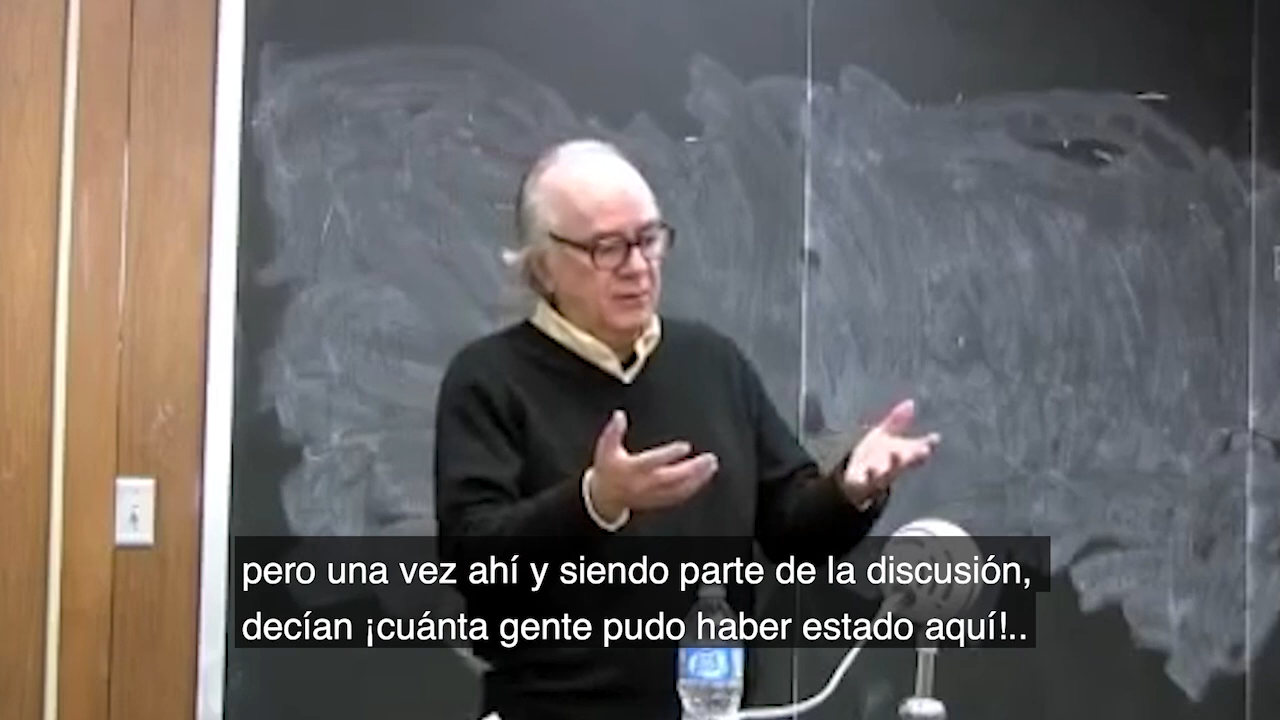 pero una vez ahí y siendo parte de la discusión,
decían ¡cuánta gente pudo haber estado aquí!..